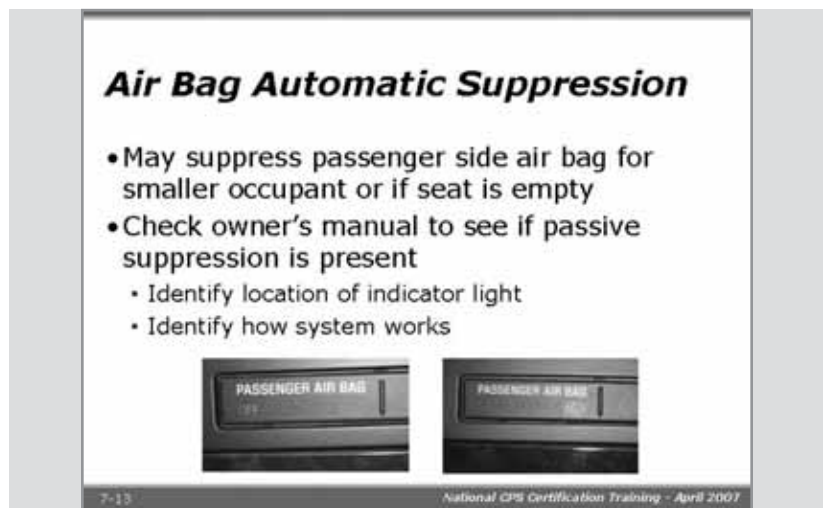 Air Bag Automatic Suppression
• May suppress passenger side air bag for
smaller occupant or if seat is empty
• Check owner's manual to see if passive
suppression is present
• Identify location of indicator light
• Identify how system works
PASSENGER AIR BAG
OFF
PASSENGER AIR BAG
7-13
National CPS Certification Training - April 2007